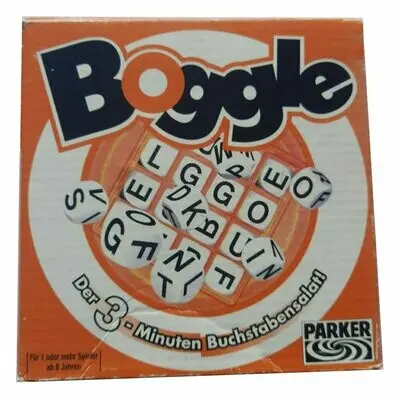 Boggle
L G G O E O F
E D K B O
S V I G F T N I U I N
F
Der 3-Minuten Buchstabensalat!
Für 1 oder mehr Spieler
ab 8 Jahren
PARKER